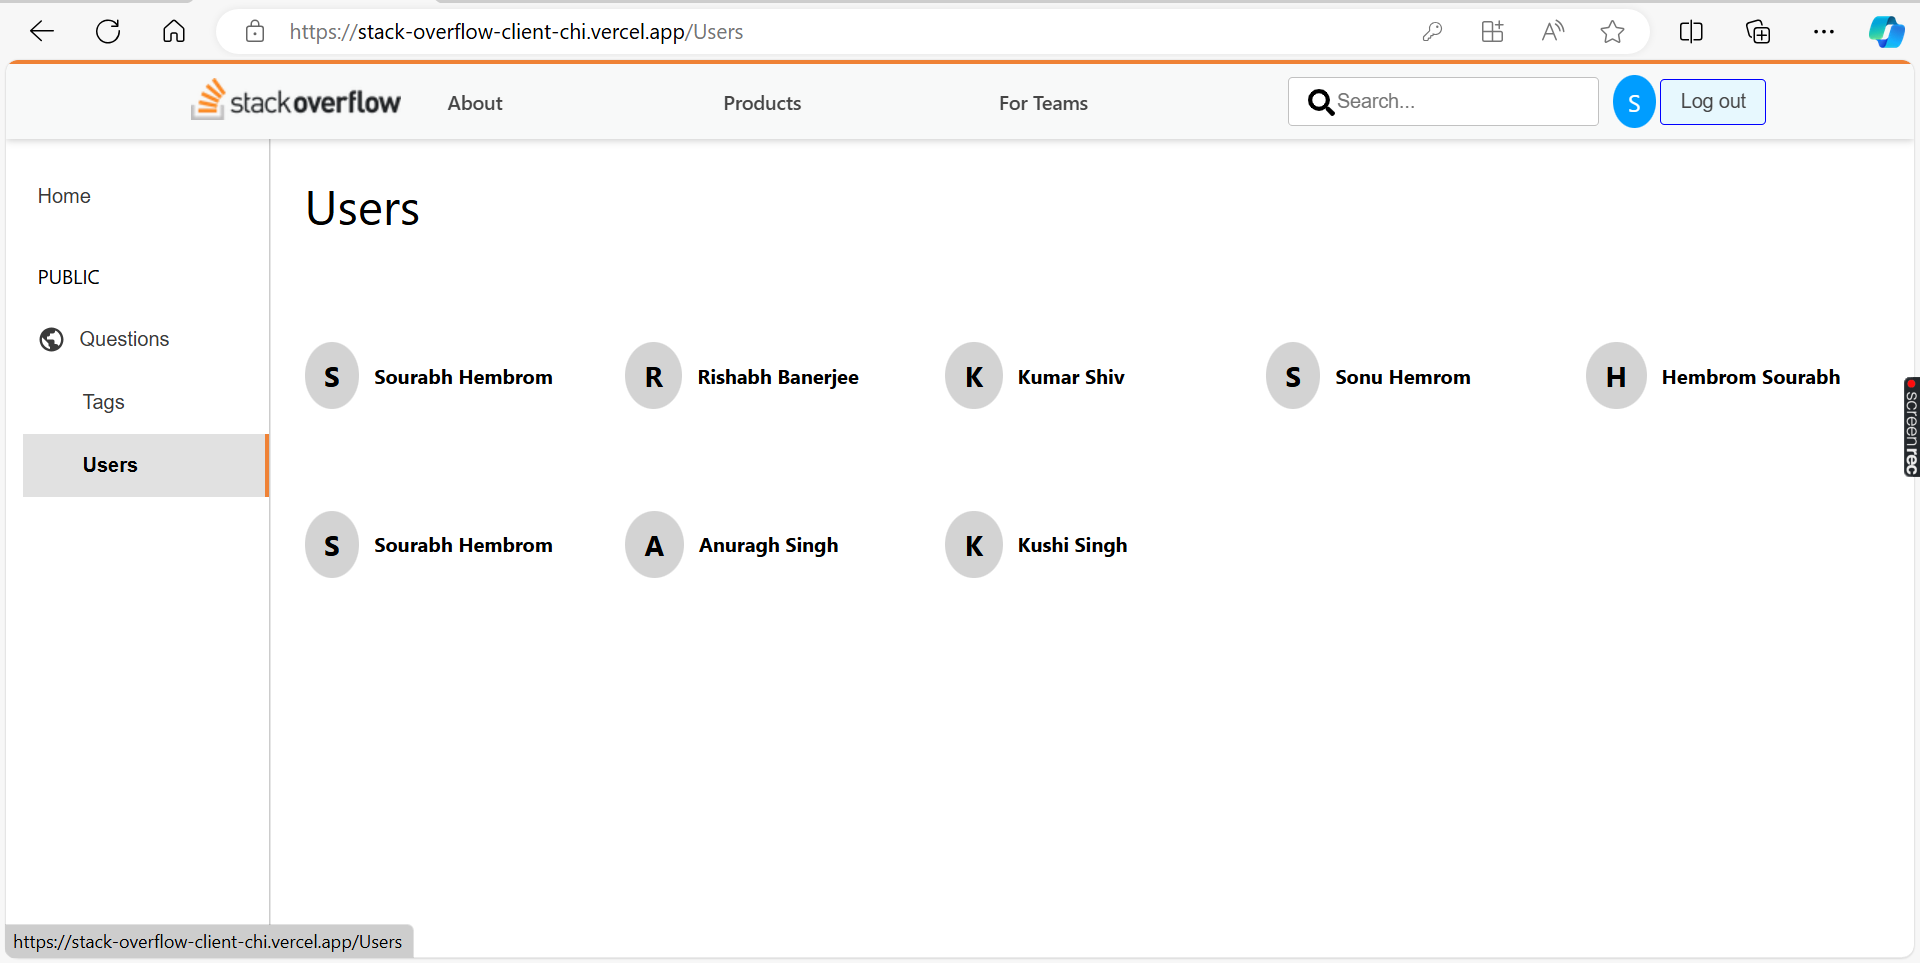 https://stack-overflow-client-chi.vercel.app/Users
stackoverflow About Products For Teams Search... S Log out
Home
Users
PUBLIC
Questions
Tags
Users
S Sourabh Hembrom R Rishabh Banerjee K Kumar Shiv S Sonu Hemrom H Hembrom Sourabh
S Sourabh Hembrom A Anuragh Singh K Kushi Singh
screenrec
https://stack-overflow-client-chi.vercel.app/Users